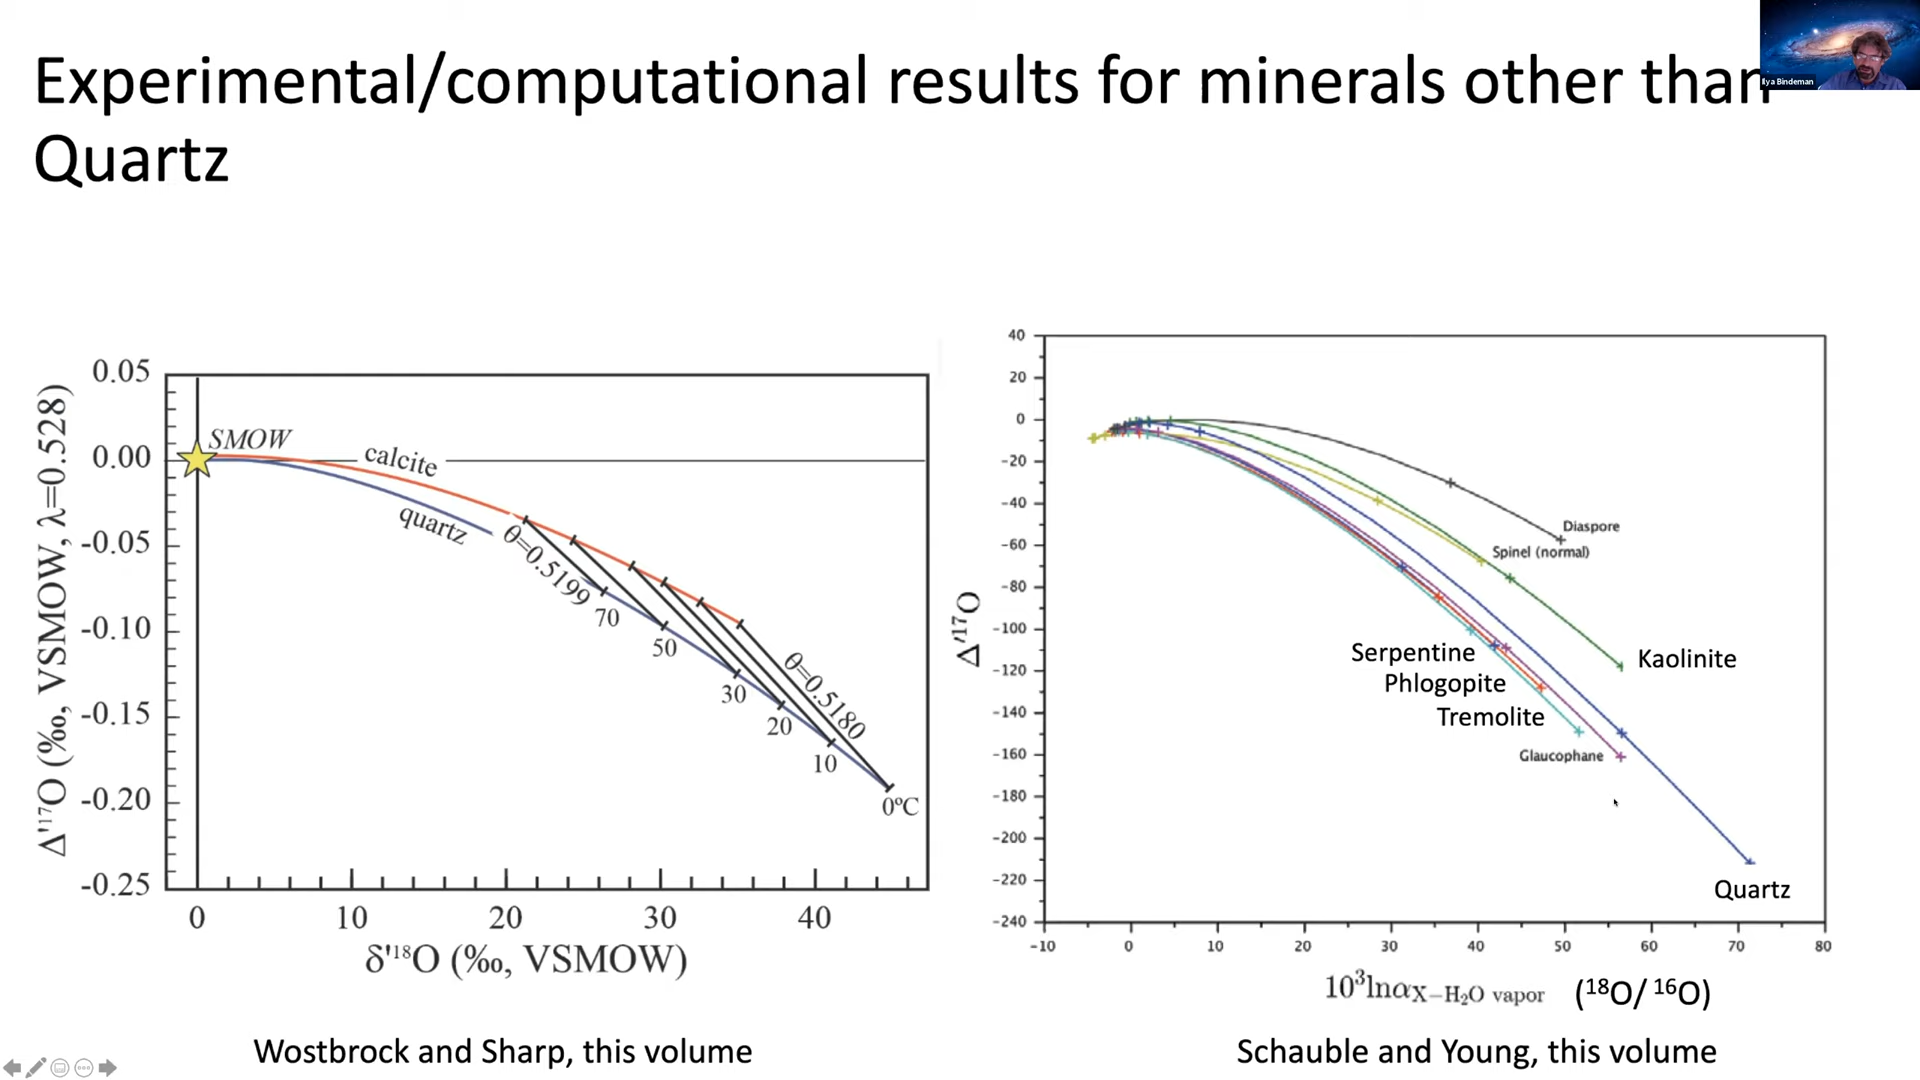 Experimental/computational results for minerals other than
Quartz
Ilya Bindeman
0.05
0.00
-0.05
-0.10
-0.15
-0.20
-0.25
Δ'¹⁷O (‰, VSMOW, λ=0.528)
SMOW
calcite
quartz
θ=0.5199
θ=0.5180
70
50
30
20
10
0ºC
0
10
20
30
40
δ'¹⁸O (‰, VSMOW)
Wostbrock and Sharp, this volume
40
20
0
-20
-40
-60
-80
-100
-120
-140
-160
-180
-200
-220
-240
Δ'¹⁷O
Diaspore
Spinel (normal)
Kaolinite
Serpentine
Phlogopite
Tremolite
Glaucophane
Quartz
-10
0
10
20
30
40
50
60
70
80
10³lnα X−H₂O vapor (¹⁸O/ ¹⁶O)
Schauble and Young, this volume